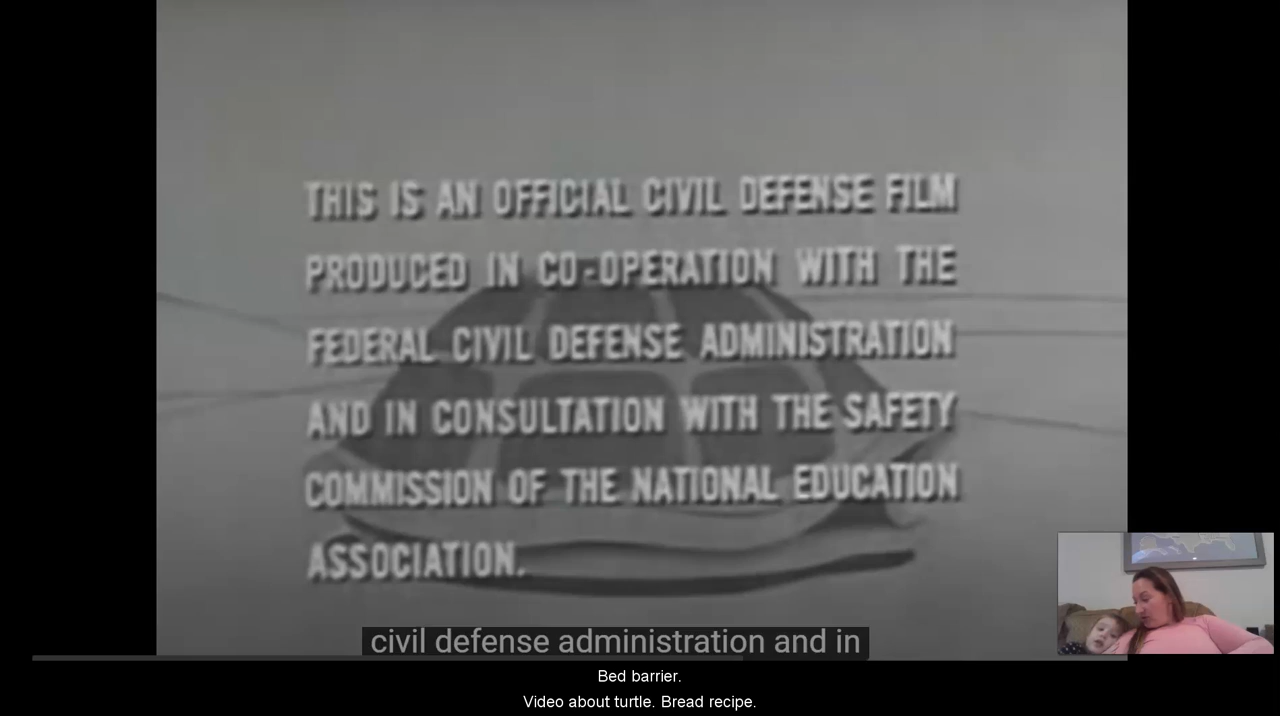 THIS IS AN OFFICIAL CIVIL DEFENSE FILM
PRODUCED IN CO-OPERATION WITH THE
FEDERAL CIVIL DEFENSE ADMINISTRATION
AND IN CONSULTATION WITH THE SAFETY
COMMISSION OF THE NATIONAL EDUCATION
ASSOCIATION.
civil defense administration and in
Bed barrier.
Video about turtle. Bread recipe.